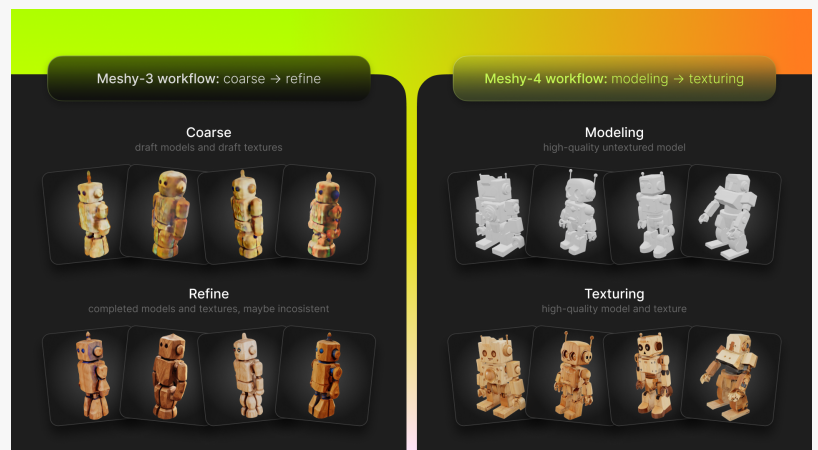 Meshy-3 workflow: coarse → refine
Coarse
draft models and draft textures
Refine
completed models and textures, maybe incosistent
Meshy-4 workflow: modeling → texturing
Modeling
high-quality untextured model
Texturing
high-quality model and texture